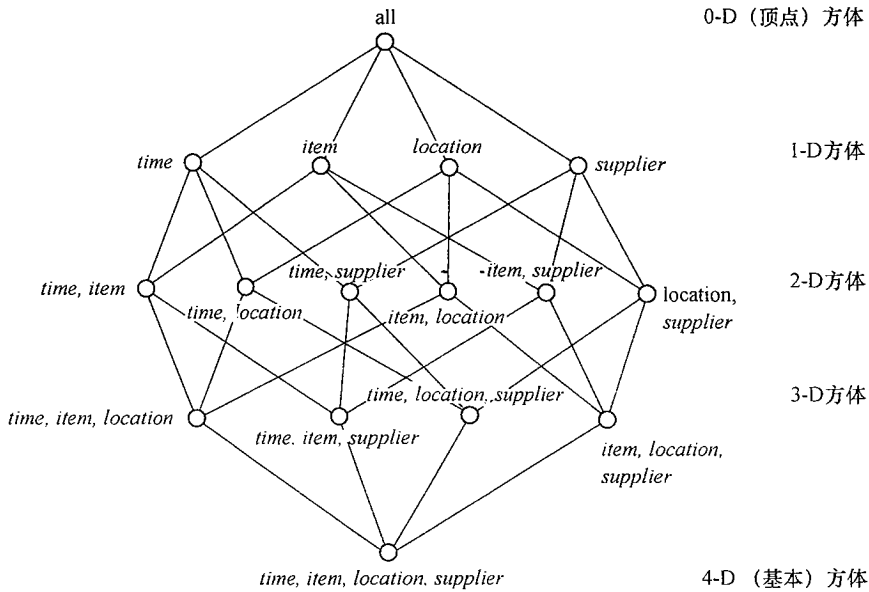 all
0-D（顶点）方体
time
item
location
supplier
1-D方体
time, item
time, location
time, supplier
item, location
item, supplier
location,
supplier
2-D方体
time, item, location
time. item, supplier
time, location, supplier
item, location,
supplier
3-D方体
time, item, location. supplier
4-D （基本）方体